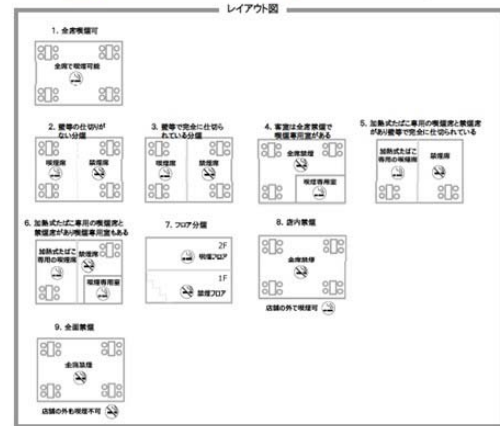 レイアウト図
1. 全席喫煙可
全席で喫煙可能
2. 壁等の仕切りが
ない分煙
喫煙席
禁煙席
3. 壁等で完全に仕切ら
れている分煙
喫煙席
禁煙席
4. 客室は全席禁煙で
喫煙専用室がある
全席禁煙
喫煙専用室
5. 加熱式たばこ専用の喫煙席と禁煙席
があり壁等で完全に仕切られている
加熱式たばこ
専用の喫煙席
禁煙席
6. 加熱式たばこ専用の喫煙席と
禁煙席があり喫煙専用室もある
加熱式たばこ
専用の喫煙席
禁煙席
喫煙専用室
7. フロア分煙
2F
喫煙フロア
1F
禁煙フロア
8. 店内禁煙
全席禁煙
店舗の外で喫煙可
9. 全面禁煙
全席禁煙
店舗の外も喫煙不可